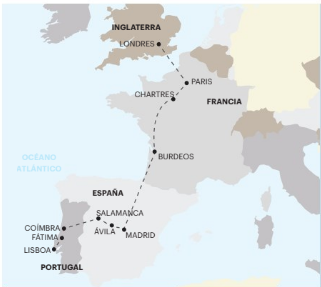 INGLATERRA
LONDRES
PARIS
CHARTRES
FRANCIA
BURDEOS
OCÉANO
ATLÁNTICO
ESPAÑA
SALAMANCA
COÍMBRA
FÁTIMA
ÁVILA
MADRID
LISBOA
PORTUGAL